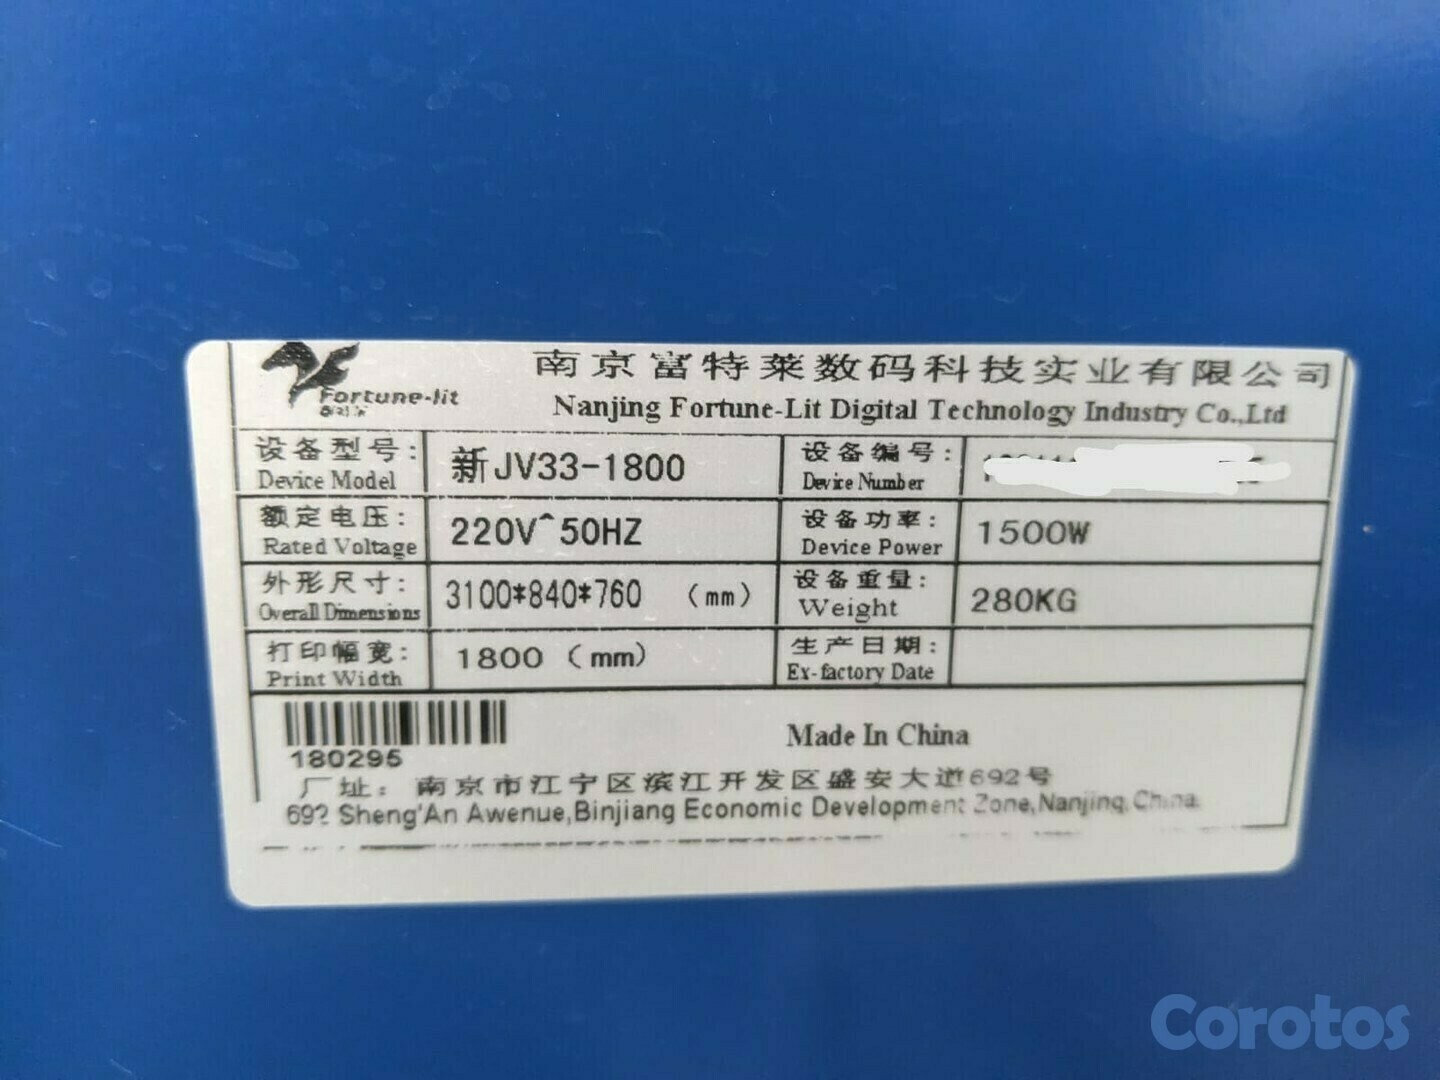 Fortune-lit
南京富特莱数码科技实业有限公司
Nanjing Fortune-Lit Digital Technology Industry Co.,Ltd
设备型号:
Device Model
新JV33-1800
设备编号:
Device Number
额定电压:
Rated Voltage
220V^50HZ
设备功率:
Device Power
1500W
外形尺寸:
Overall Dimensions
3100*840*760 (mm)
设备重量:
Weight
280KG
打印幅宽:
Print Width
1800 (mm)
生产日期:
Ex-factory Date
180295
Made In China
厂址: 南京市江宁区滨江开发区盛安大道692号
692 Sheng'An Awenue,Binjiang Economic Development Zone,Nanjing,China
Corotos